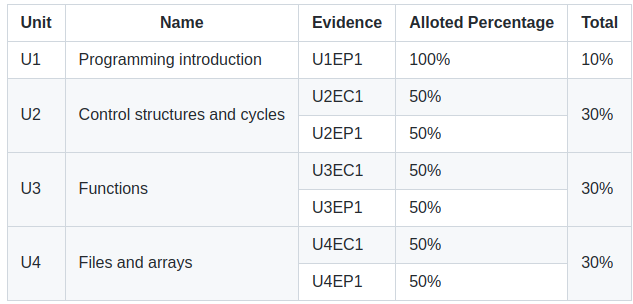 Unit Name Evidence Alloted Percentage Total
U1 Programming introduction U1EP1 100% 10%
U2 Control structures and cycles U2EC1 50% 30%
U2EP1 50%
U3 Functions U3EC1 50% 30%
U3EP1 50%
U4 Files and arrays U4EC1 50% 30%
U4EP1 50%